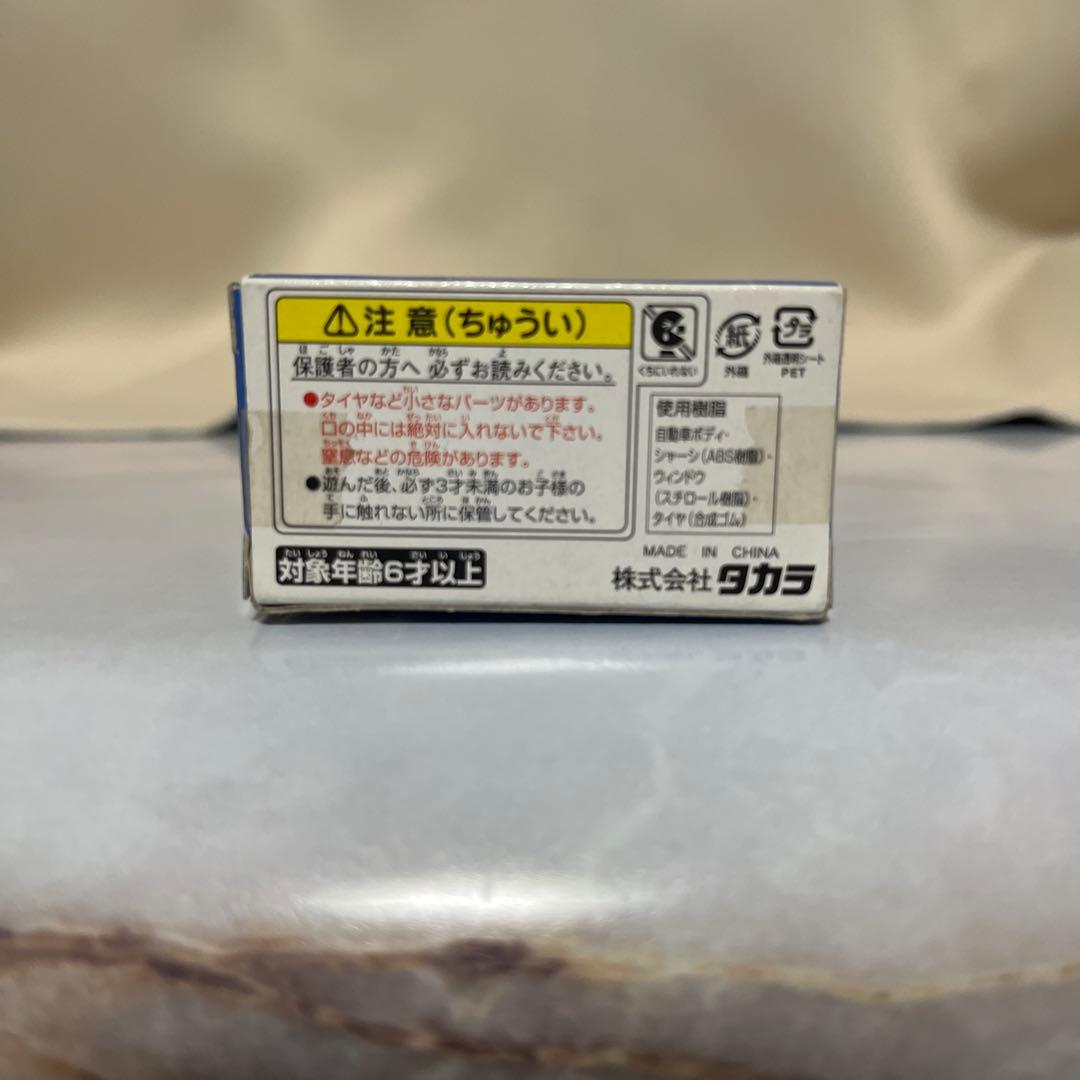 ⚠注意(ちゅうい)
保護者の方へ 必ずお読みください。
●タイヤなど小さなパーツがあります。
口の中には絶対に入れないで下さい。
窒息などの危険があります。
●遊んだ後、必ず3才未満のお子様の
手に触れない所に保管してください。
対象年齢6才以上
くちにいれない
紙
外箱
プラ
外箱透明シート
PET
使用樹脂
自動車ボディ・
シャーシ(ABS樹脂)・
ウィンドウ
(スチロール樹脂)・
タイヤ(合成ゴム)
MADE IN CHINA
株式会社タカラ